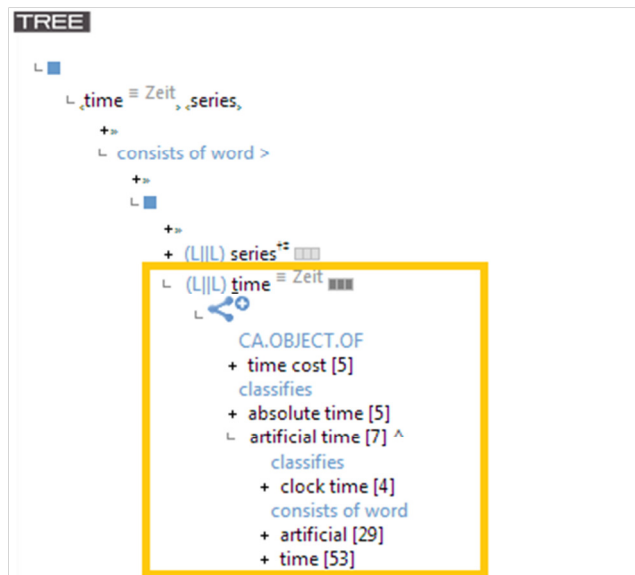 TREE
time ≡ Zeit, series,
+»
consists of word >
+»
+»
+ (L||L) series
(L||L) time ≡ Zeit
CA.OBJECT.OF
+ time cost [5]
classifies
+ absolute time [5]
artificial time [7] ^
classifies
+ clock time [4]
consists of word
+ artificial [29]
+ time [53]